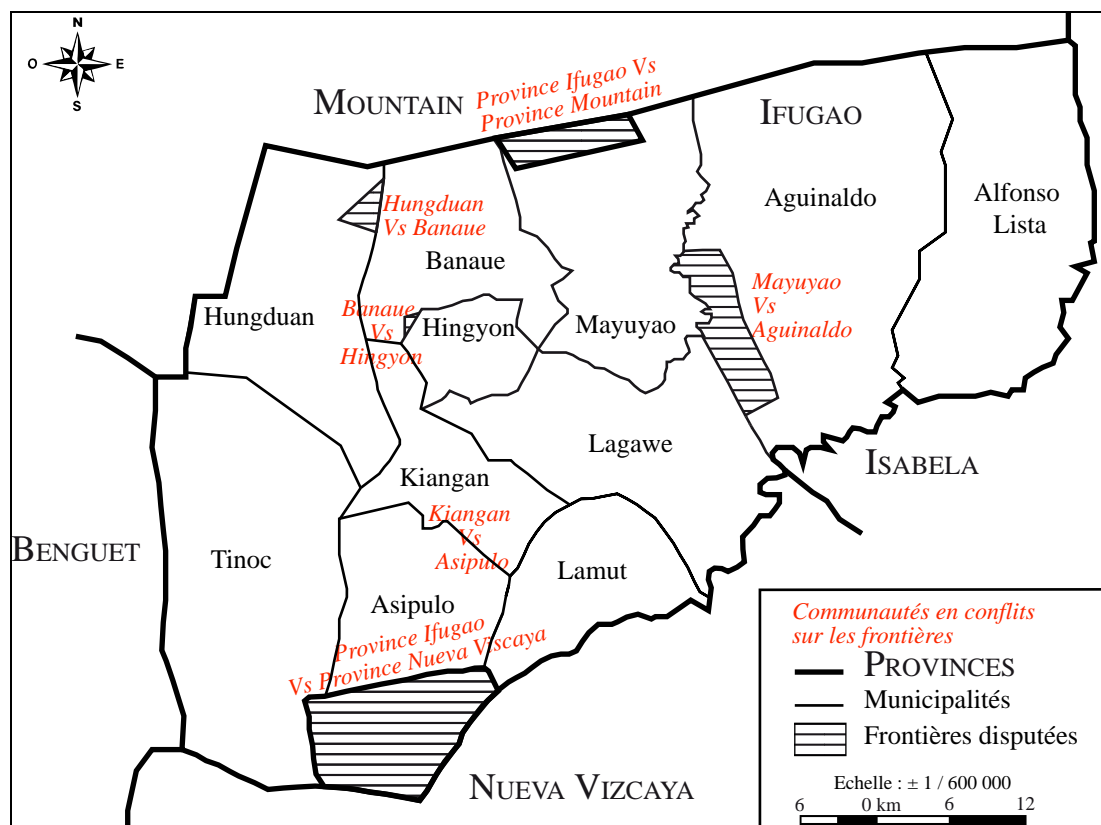 N
O
E
S
MOUNTAIN
Province Ifugao Vs
Province Mountain
IFUGAO
Aguinaldo
Alfonso
Lista
Hungduan
Vs Banaue
Banaue
Hungduan
Banaue
Vs
Hingyon
Hingyon
Mayuyao
Mayuyao
Vs
Aguinaldo
Lagawe
ISABELA
Kiangan
Kiangan
Vs
Asipulo
BENGUET
Tinoc
Lamut
Asipulo
Province Ifugao
Vs Province Nueva Viscaya
NUEVA VIZCAYA
Communautés en conflits
sur les frontières
PROVINCES
Municipalités
Frontières disputées
Echelle : ± 1 / 600 000
6 0 km 6 12